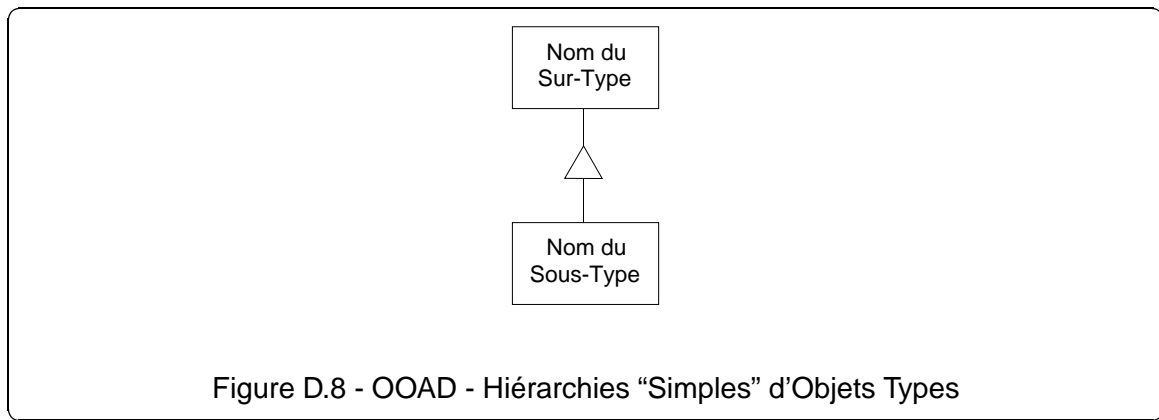 Nom du
Sur-Type
Nom du
Sous-Type
Figure D.8 - OOAD - Hiérarchies “Simples” d’Objets Types